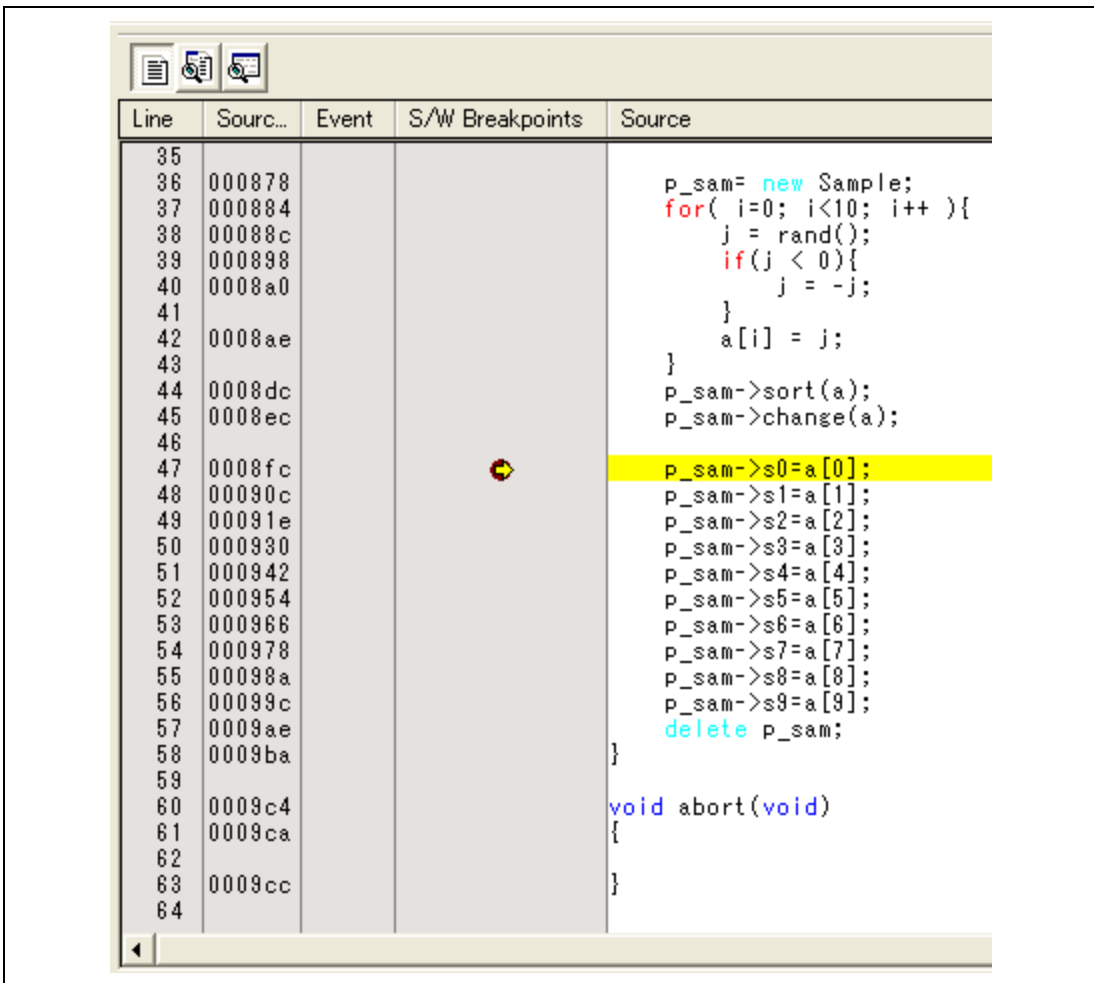 Line Sourc... Event S/W Breakpoints Source
35
36 000878 p_sam= new Sample;
37 000884 for( i=0; i<10; i++ ){
38 00088c j = rand();
39 000898 if(j < 0){
40 0008a0 j = -j;
41 }
42 0008ae a[i] = j;
43 }
44 0008dc p_sam->sort(a);
45 0008ec p_sam->change(a);
46
47 0008fc p_sam->s0=a[0];
48 00090c p_sam->s1=a[1];
49 00091e p_sam->s2=a[2];
50 000930 p_sam->s3=a[3];
51 000942 p_sam->s4=a[4];
52 000954 p_sam->s5=a[5];
53 000966 p_sam->s6=a[6];
54 000978 p_sam->s7=a[7];
55 00098a p_sam->s8=a[8];
56 00099c p_sam->s9=a[9];
57 0009ae delete p_sam;
58 0009ba }
59
60 0009c4 void abort(void)
61 0009ca {
62
63 0009cc }
64